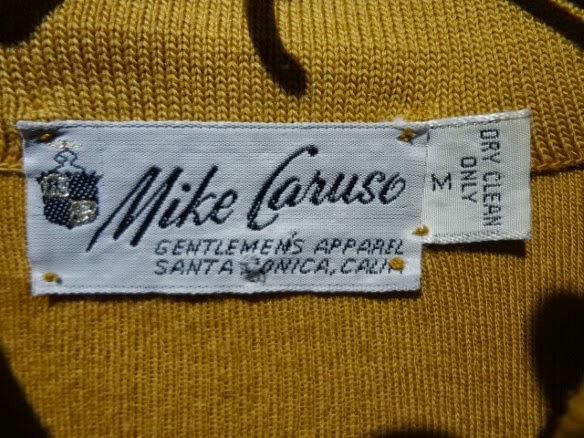 Mike Caruso
GENTLEMEN'S APPAREL
SANTA MONICA, CALIF
DRY CLEAN
ONLY
M